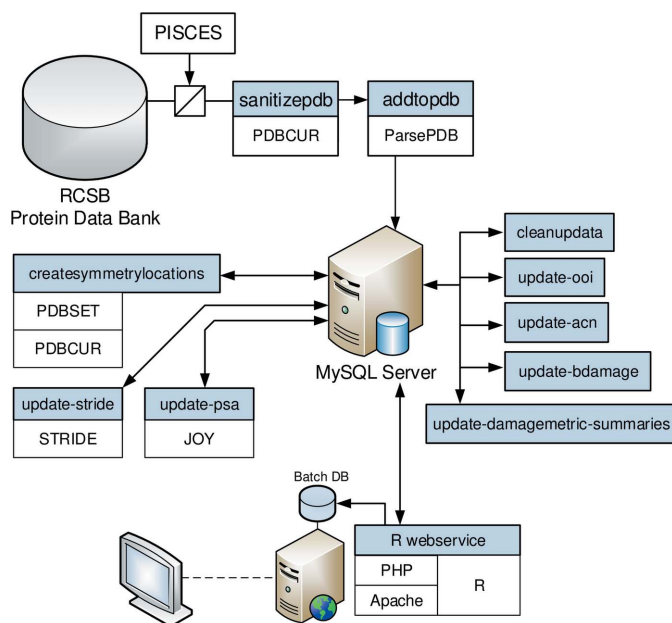 PISCES
sanitizepdb
PDBCUR
addtopdb
ParsePDB
RCSB
Protein Data Bank
createsymmetrylocations
PDBSET
PDBCUR
update-stride
STRIDE
update-psa
JOY
MySQL Server
cleanupdata
update-ooi
update-acn
update-bdamage
update-damagemetric-summaries
Batch DB
R webservice
PHP
Apache
R